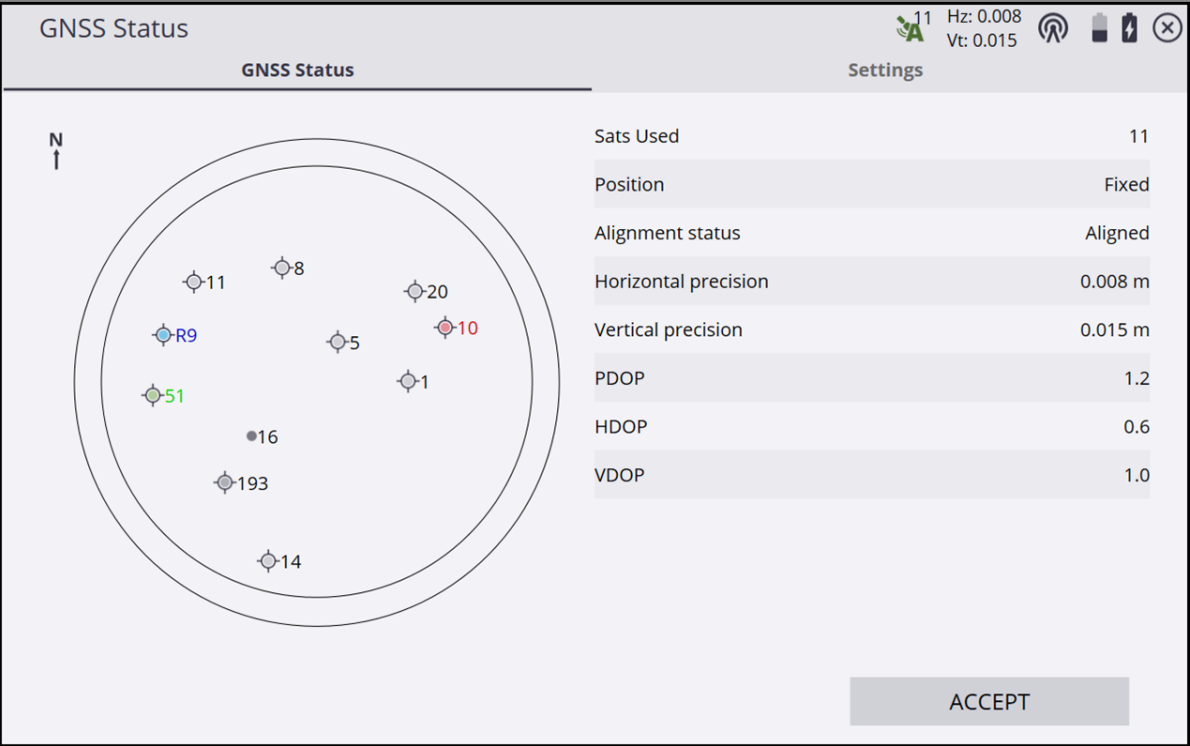 GNSS Status
11
Hz: 0.008
Vt: 0.015
GNSS Status
Settings
N
11
8
20
R9
10
5
1
51
16
193
14
Sats Used 11
Position Fixed
Alignment status Aligned
Horizontal precision 0.008 m
Vertical precision 0.015 m
PDOP 1.2
HDOP 0.6
VDOP 1.0
ACCEPT